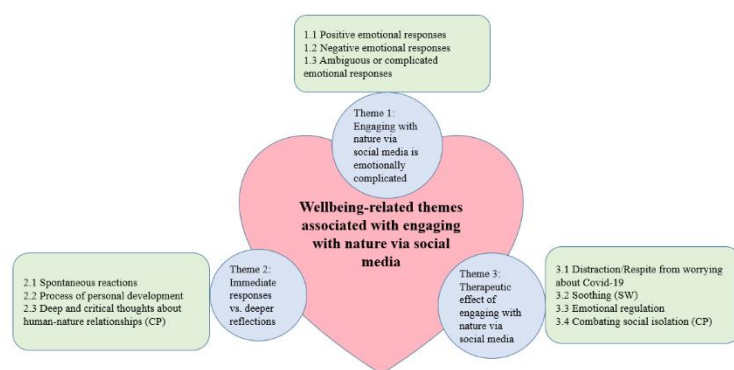 1.1 Positive emotional responses
1.2 Negative emotional responses
1.3 Ambiguous or complicated
emotional responses
Theme 1:
Engaging with
nature via
social media is
emotionally
complicated
Wellbeing-related themes
associated with engaging
with nature via social
media
2.1 Spontaneous reactions
2.2 Process of personal development
2.3 Deep and critical thoughts about
human-nature relationships (CP)
Theme 2:
Immediate
responses
vs. deeper
reflections
Theme 3:
Therapeutic
effect of
engaging with
nature via
social media
3.1 Distraction/Respite from worrying
about Covid-19
3.2 Soothing (SW)
3.3 Emotional regulation
3.4 Combating social isolation (CP)